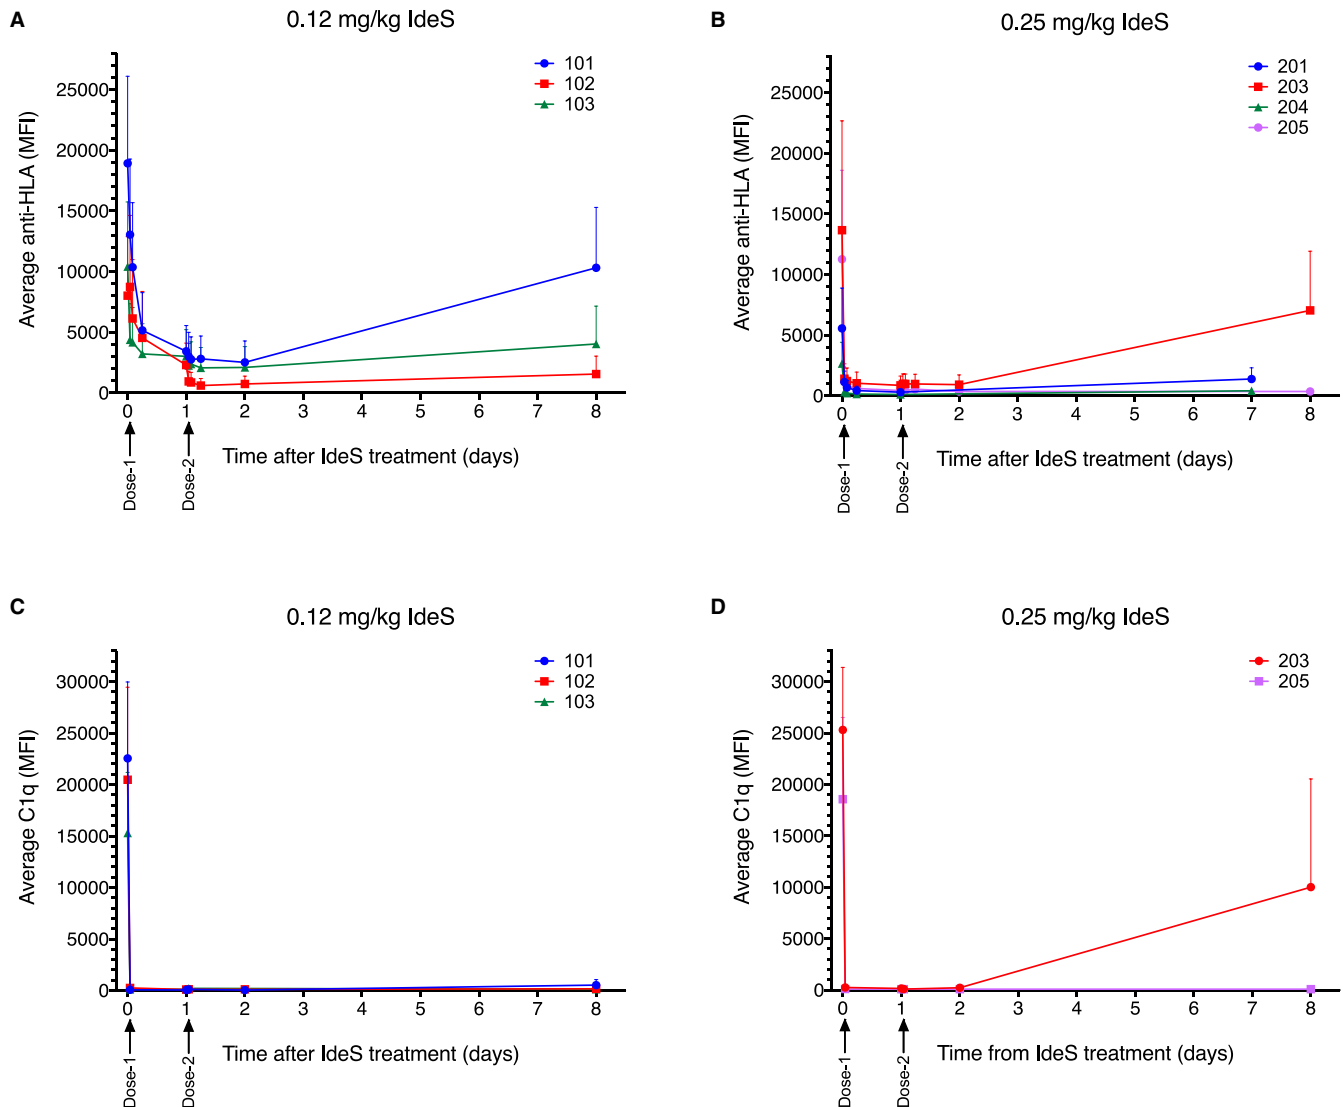 A
0.12 mg/kg IdeS
101
102
103
Average anti-HLA (MFI)
25000
20000
15000
10000
5000
0
0 1 2 3 4 5 6 7 8
Dose-1
Dose-2
Time after IdeS treatment (days)
B
0.25 mg/kg IdeS
201
203
204
205
Average anti-HLA (MFI)
25000
20000
15000
10000
5000
0
0 1 2 3 4 5 6 7 8
Dose-1
Dose-2
Time after IdeS treatment (days)
C
0.12 mg/kg IdeS
101
102
103
Average C1q (MFI)
30000
25000
20000
15000
10000
5000
0
0 1 2 3 4 5 6 7 8
Dose-1
Dose-2
Time after IdeS treatment (days)
D
0.25 mg/kg IdeS
203
205
Average C1q (MFI)
30000
25000
20000
15000
10000
5000
0
0 1 2 3 4 5 6 7 8
Dose-1
Dose-2
Time from IdeS treatment (days)